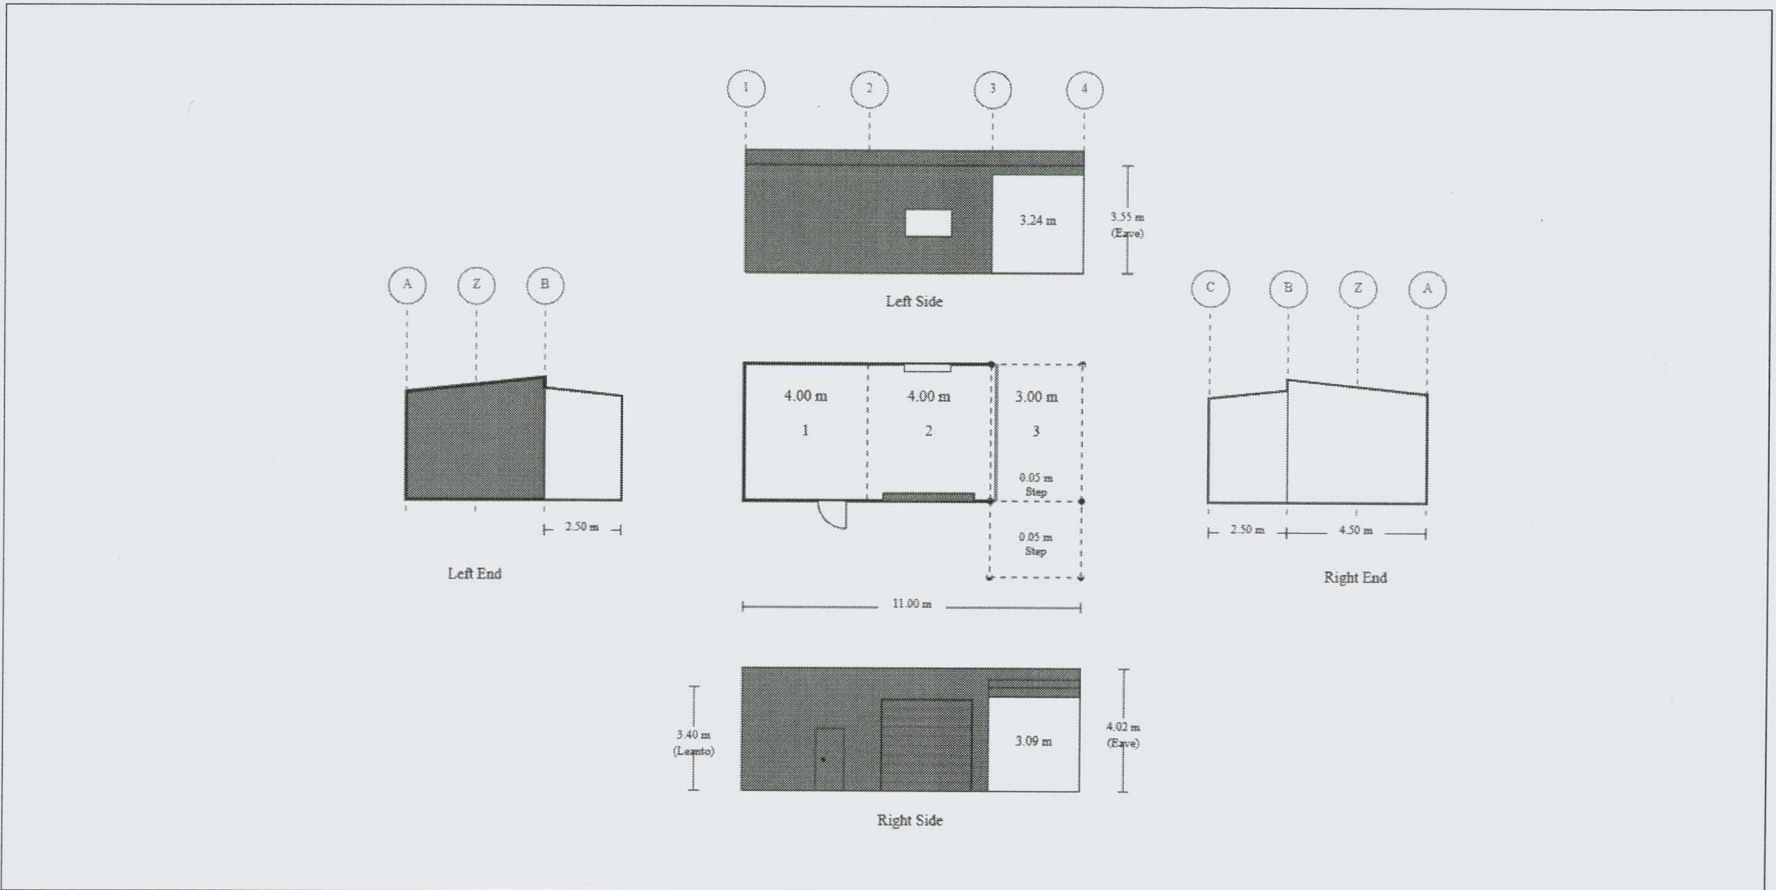 1
2
3
4
3.24 m
3.55 m
(Eave)
Left Side
A
Z
B
2.50 m
Left End
4.00 m
4.00 m
3.00 m
1
2
3
0.05 m
Step
0.05 m
Step
11.00 m
C
B
Z
A
2.50 m
4.50 m
Right End
3.40 m
(Leanto)
3.09 m
4.02 m
(Eave)
Right Side